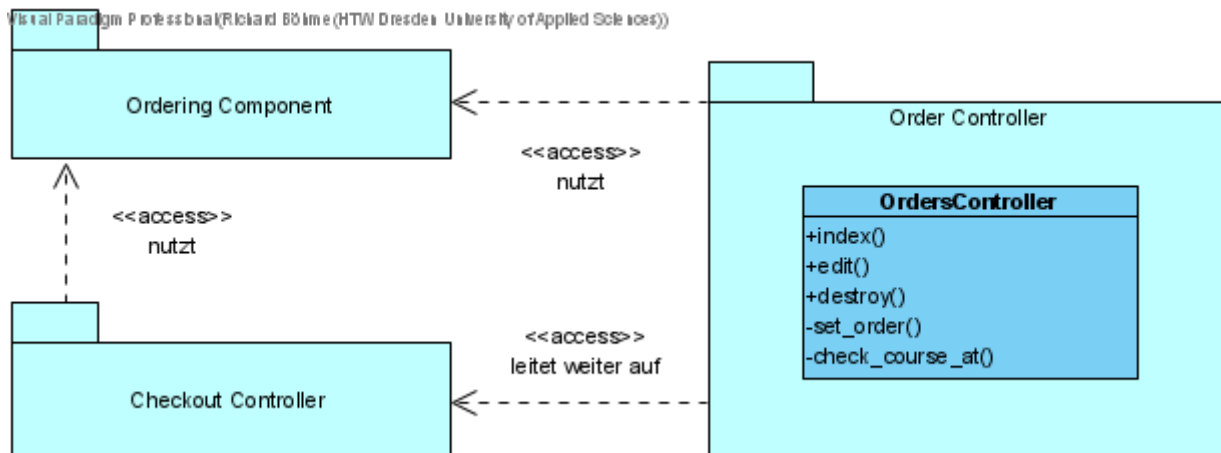 Visual Paradigm Professional(Richard Böhme (HTW Dresden University of Applied Sciences))
Ordering Component
Order Controller
<<access>>
nutzt
OrdersController
+index()
+edit()
+destroy()
-set_order()
-check_course_at()
<<access>>
nutzt
<<access>>
leitet weiter auf
Checkout Controller